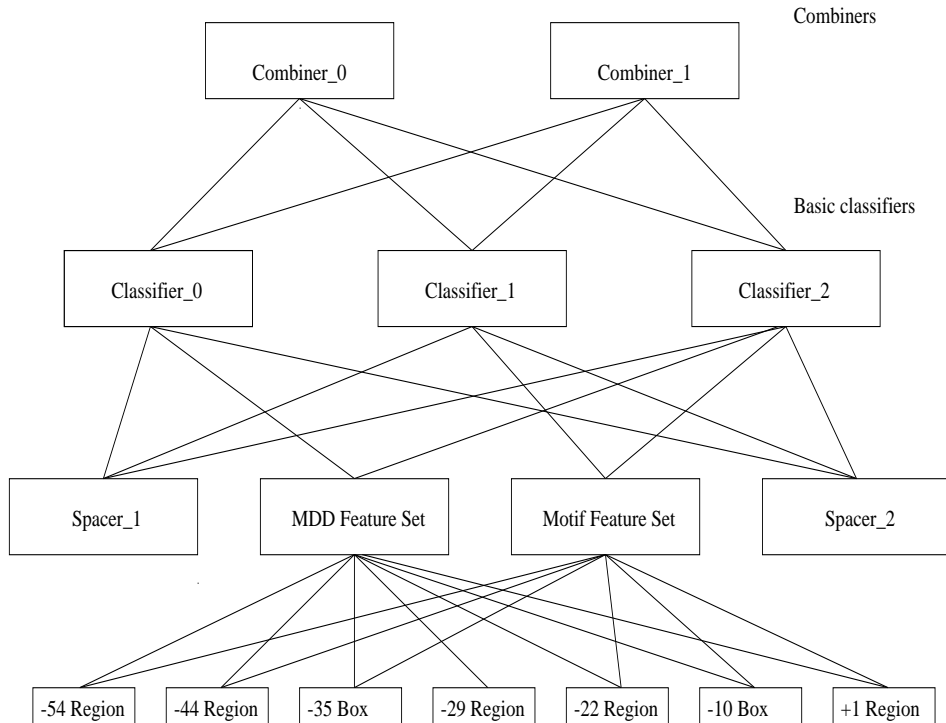 Combiners
Combiner_0
Combiner_1
Basic classifiers
Classifier_0
Classifier_1
Classifier_2
Spacer_1
MDD Feature Set
Motif Feature Set
Spacer_2
-54 Region
-44 Region
-35 Box
-29 Region
-22 Region
-10 Box
+1 Region